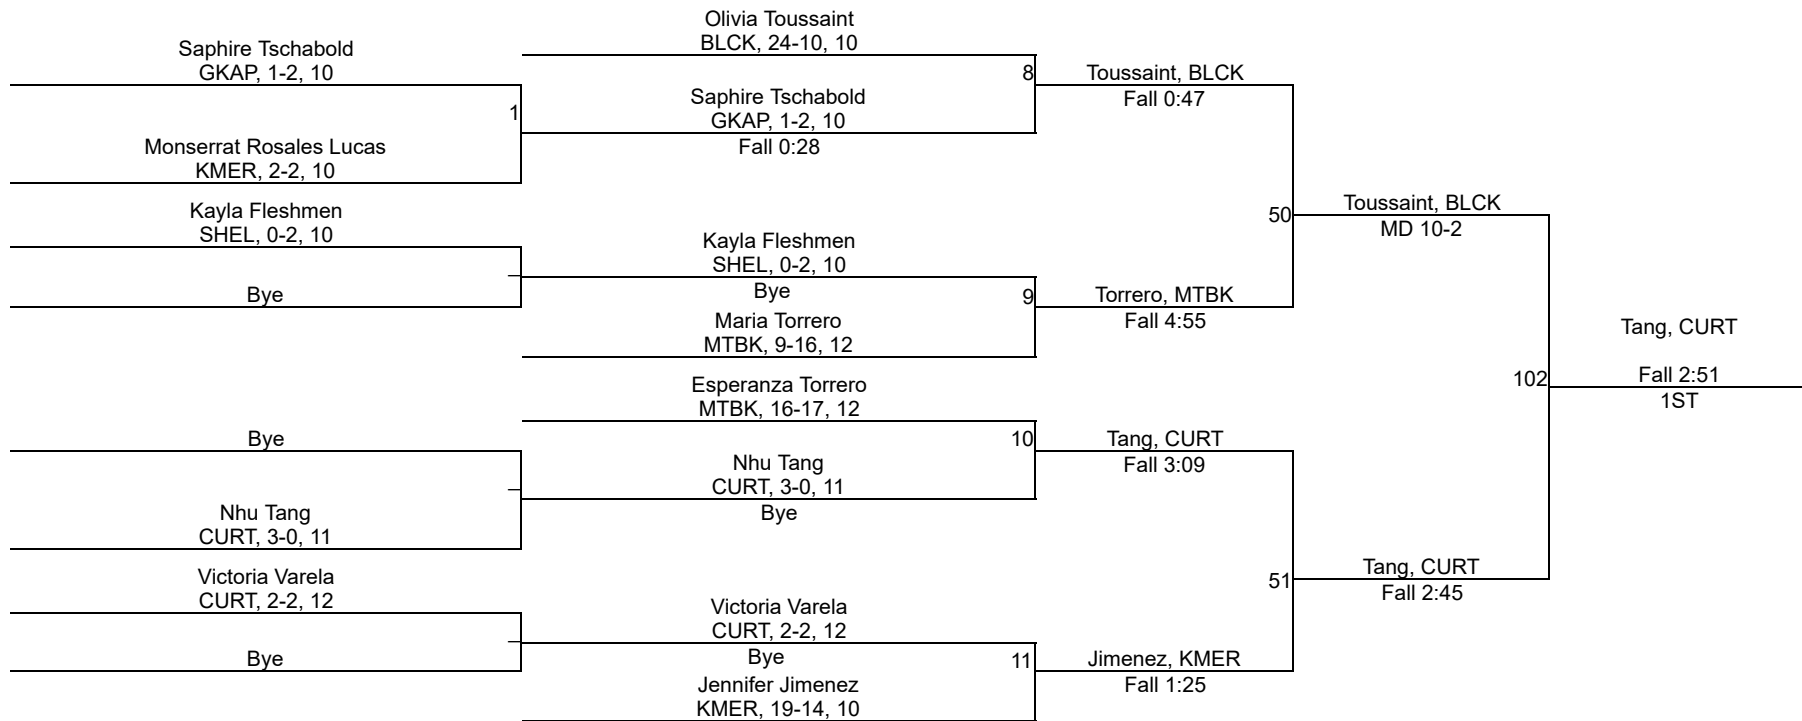 Saphire Tschabold
GKAP, 1-2, 10
1
Monserrat Rosales Lucas
KMER, 2-2, 10
Kayla Fleshmen
SHEL, 0-2, 10
Bye
Bye
Nhu Tang
CURT, 3-0, 11
Victoria Varela
CURT, 2-2, 12
Bye
Olivia Toussaint
BLCK, 24-10, 10
8
Saphire Tschabold
GKAP, 1-2, 10
Fall 0:28
Kayla Fleshmen
SHEL, 0-2, 10
Bye
9
Maria Torrero
MTBK, 9-16, 12
Esperanza Torrero
MTBK, 16-17, 12
10
Nhu Tang
CURT, 3-0, 11
Bye
Victoria Varela
CURT, 2-2, 12
Bye
11
Jennifer Jimenez
KMER, 19-14, 10
Toussaint, BLCK
Fall 0:47
50
Torrero, MTBK
Fall 4:55
Tang, CURT
Fall 3:09
51
Jimenez, KMER
Fall 1:25
Toussaint, BLCK
MD 10-2
102
Tang, CURT
Fall 2:45
Tang, CURT
Fall 2:51
1ST